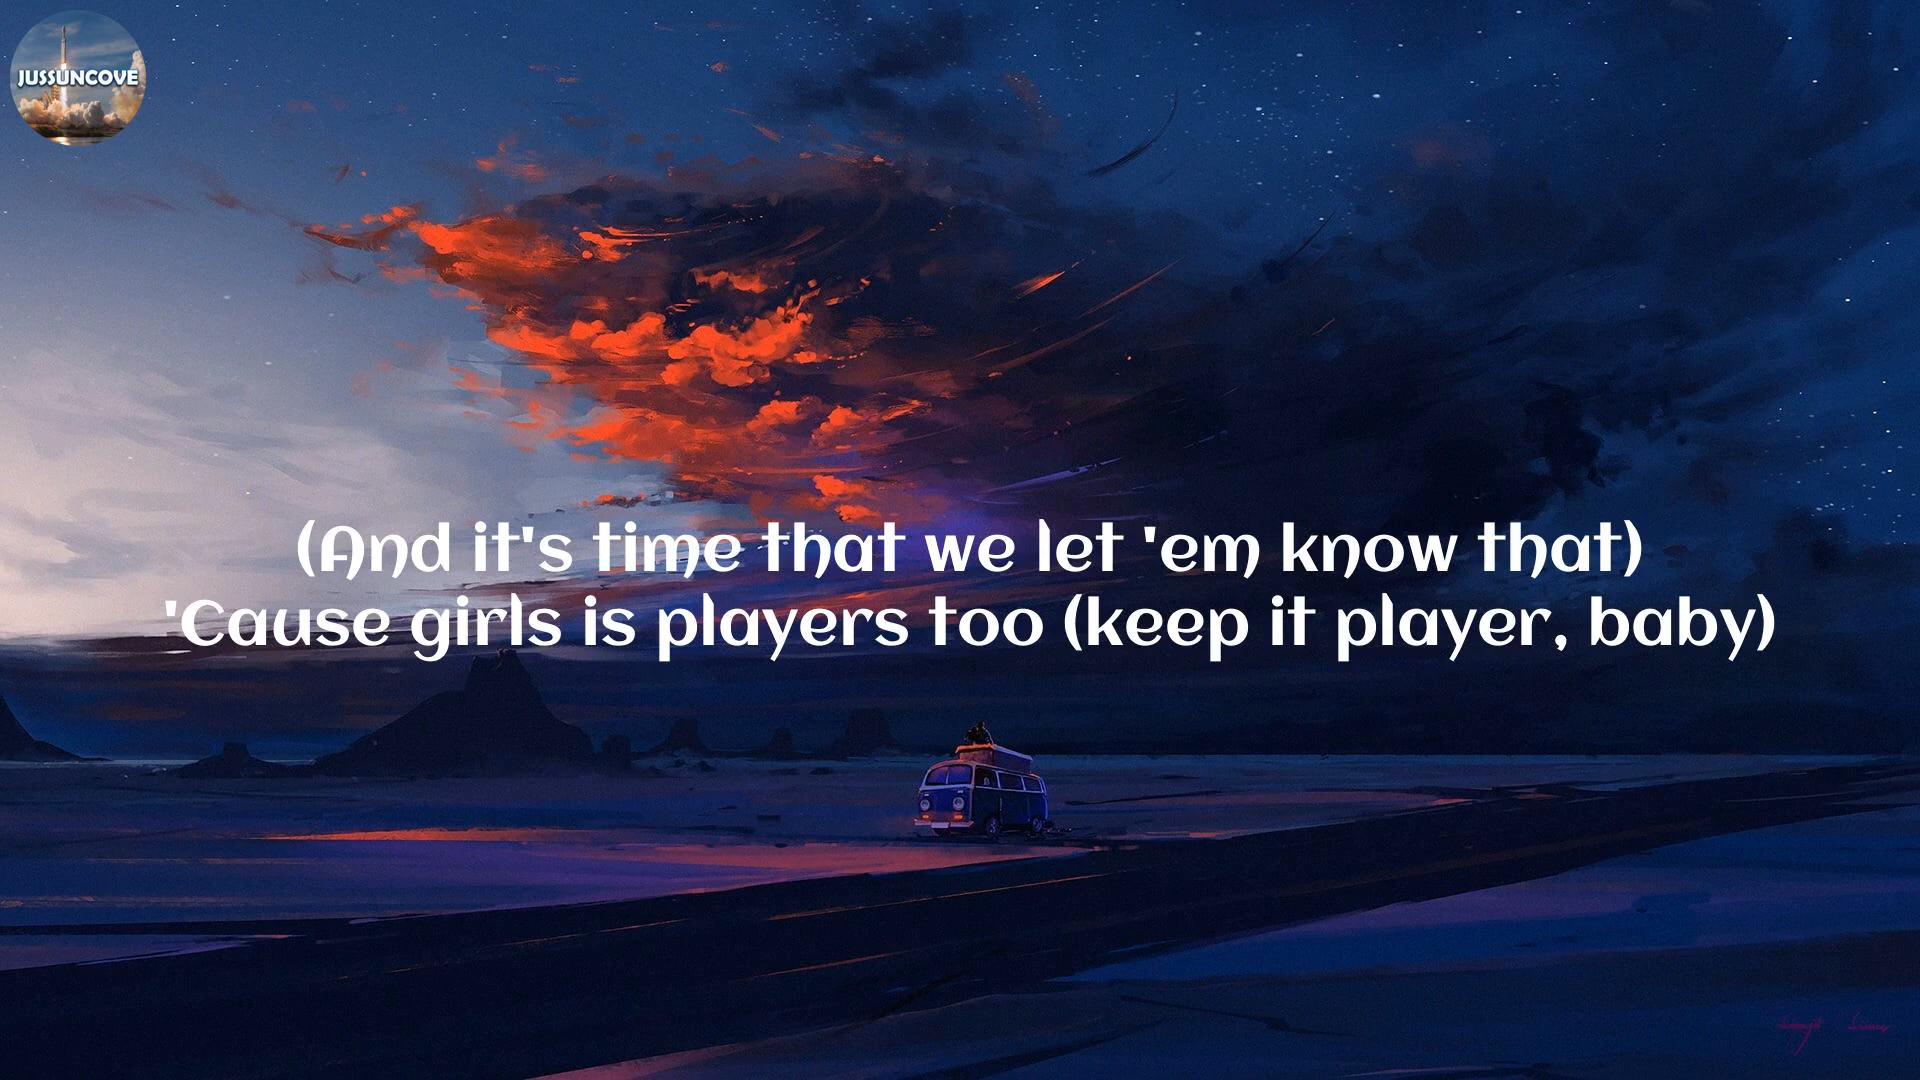 JUSSUNCOVE
(And it's time that we let 'em know that)
'Cause girls is players too (keep it player, baby)